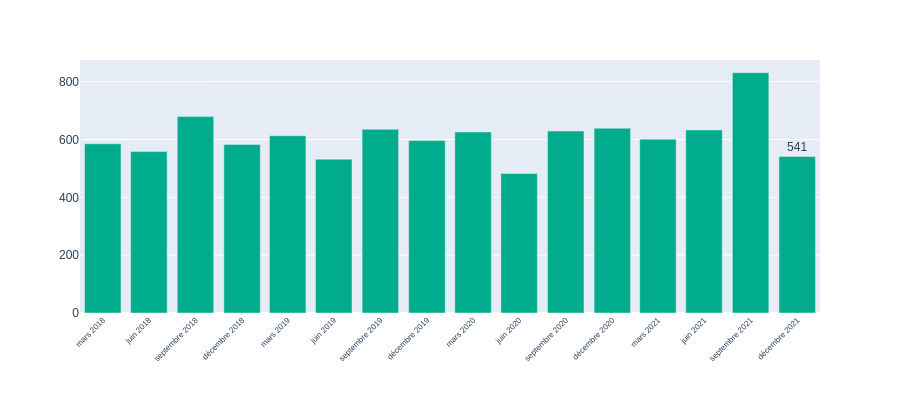 800
600
400
200
0
541
mars 2018
juin 2018
septembre 2018
décembre 2018
mars 2019
juin 2019
septembre 2019
décembre 2019
mars 2020
juin 2020
septembre 2020
décembre 2020
mars 2021
juin 2021
septembre 2021
décembre 2021